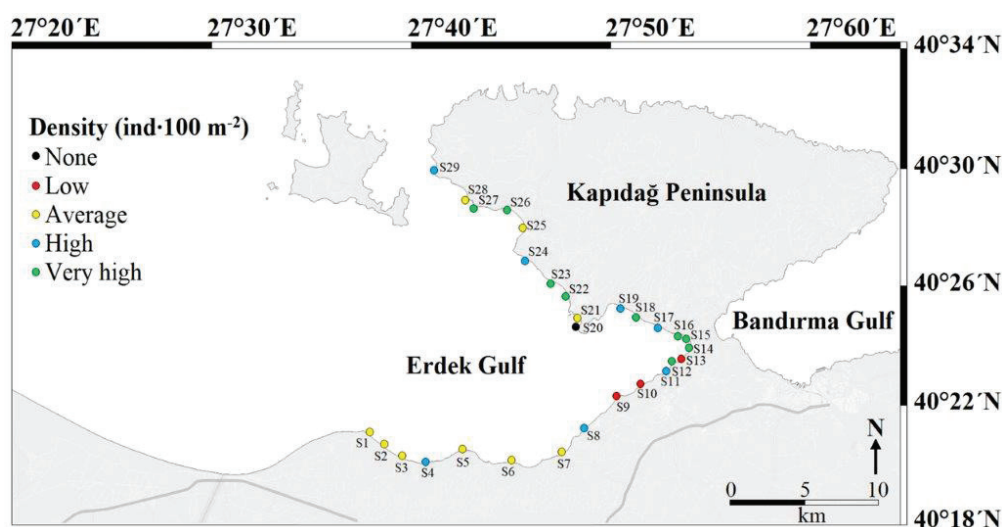 27°20´E 27°30´E 27°40´E 27°50´E 27°60´E
40°34´N
Density (ind·100 m⁻²)
None
Low
Average
High
Very high
S29
40°30´N
S28
S27
S26
Kapıdağ Peninsula
S25
S24
40°26´N
S23
S22
S21
S20
S19
S18
S17
S16
S15
S14
S13
S12
S11
Bandırma Gulf
Erdek Gulf
S10
S9
40°22´N
S8
S1
S2
S3
S4
S5
S6
S7
N
0 5 10
km
40°18´N